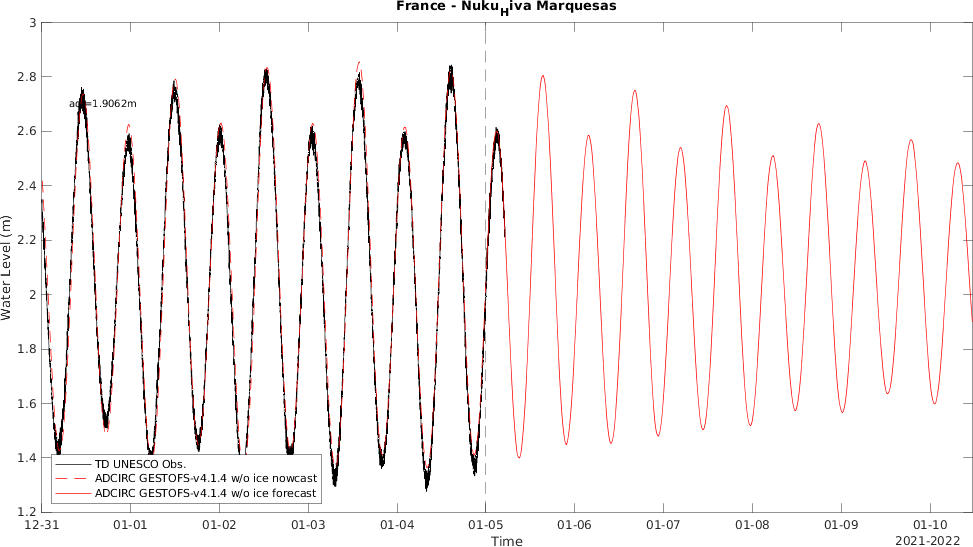 France - Nuku_Hiva Marquesas
3
2.8
2.6
2.4
2.2
2
1.8
1.6
1.4
1.2
Water Level (m)
=1.9062m
TD UNESCO Obs.
ADCIRC GESTOFS-v4.1.4 w/o ice nowcast
ADCIRC GESTOFS-v4.1.4 w/o ice forecast
12-31 01-01 01-02 01-03 01-04 01-05 01-06 01-07 01-08 01-09 01-10
Time
2021-2022